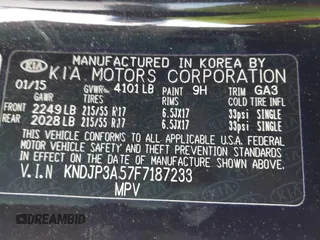 MANUFACTURED IN KOREA BY
KIA KIA MOTORS CORPORATION
01/15 GVWR 4101LB PAINT 9H TRIM GA3
GAWR TIRES RIMS COLD TIRE INFL
FRONT 2249LB 215/55 R17 6.5JX17 33psi SINGLE
REAR 2028LB 215/55 R17 6.5JX17 33psi SINGLE
THIS VEHICLE CONFORMS TO ALL APPLICABLE U.S.A. FEDERAL
MOTOR VEHICLE SAFETY, BUMPER, AND THEFT PREVENTION STANDARDS
IN EFFECT ON THE DATE OF MANUFACTURE SHOWN ABOVE.
V.I.N KNDJP3A57F7187233
MPV
DREAMBID